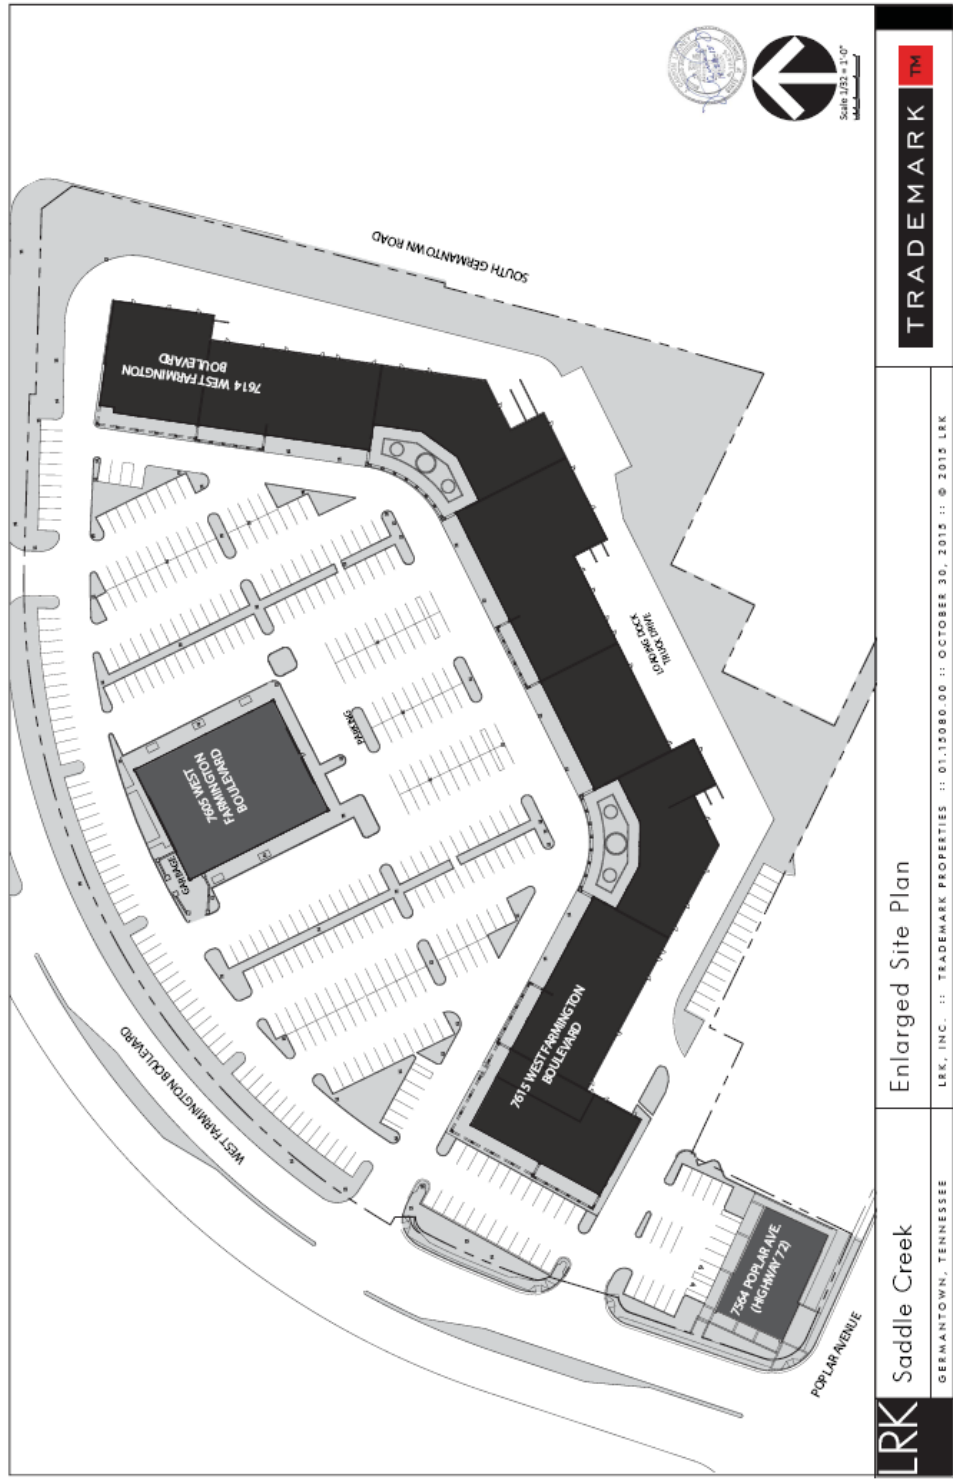 SOUTH GERMANTOWN ROAD
Scale 1/32 = 1'-0"
7614 WEST FARMINGTON
BOULEVARD
LOADING DOCK
TRUCK DRIVE
PARKING
7605 WEST
FARMINGTON
BOULEVARD
GARBAGE
WEST FARMINGTON BOULEVARD
7615 WEST FARMINGTON
BOULEVARD
7564 POPLAR AVE.
(HIGHWAY 72)
POPLAR AVENUE
LRK
Saddle Creek
GERMANTOWN, TENNESSEE
Enlarged Site Plan
LRK, INC. :: TRADEMARK PROPERTIES :: 01.15080.00 :: OCTOBER 30, 2015 :: © 2015 LRK
TRADEMARK TM